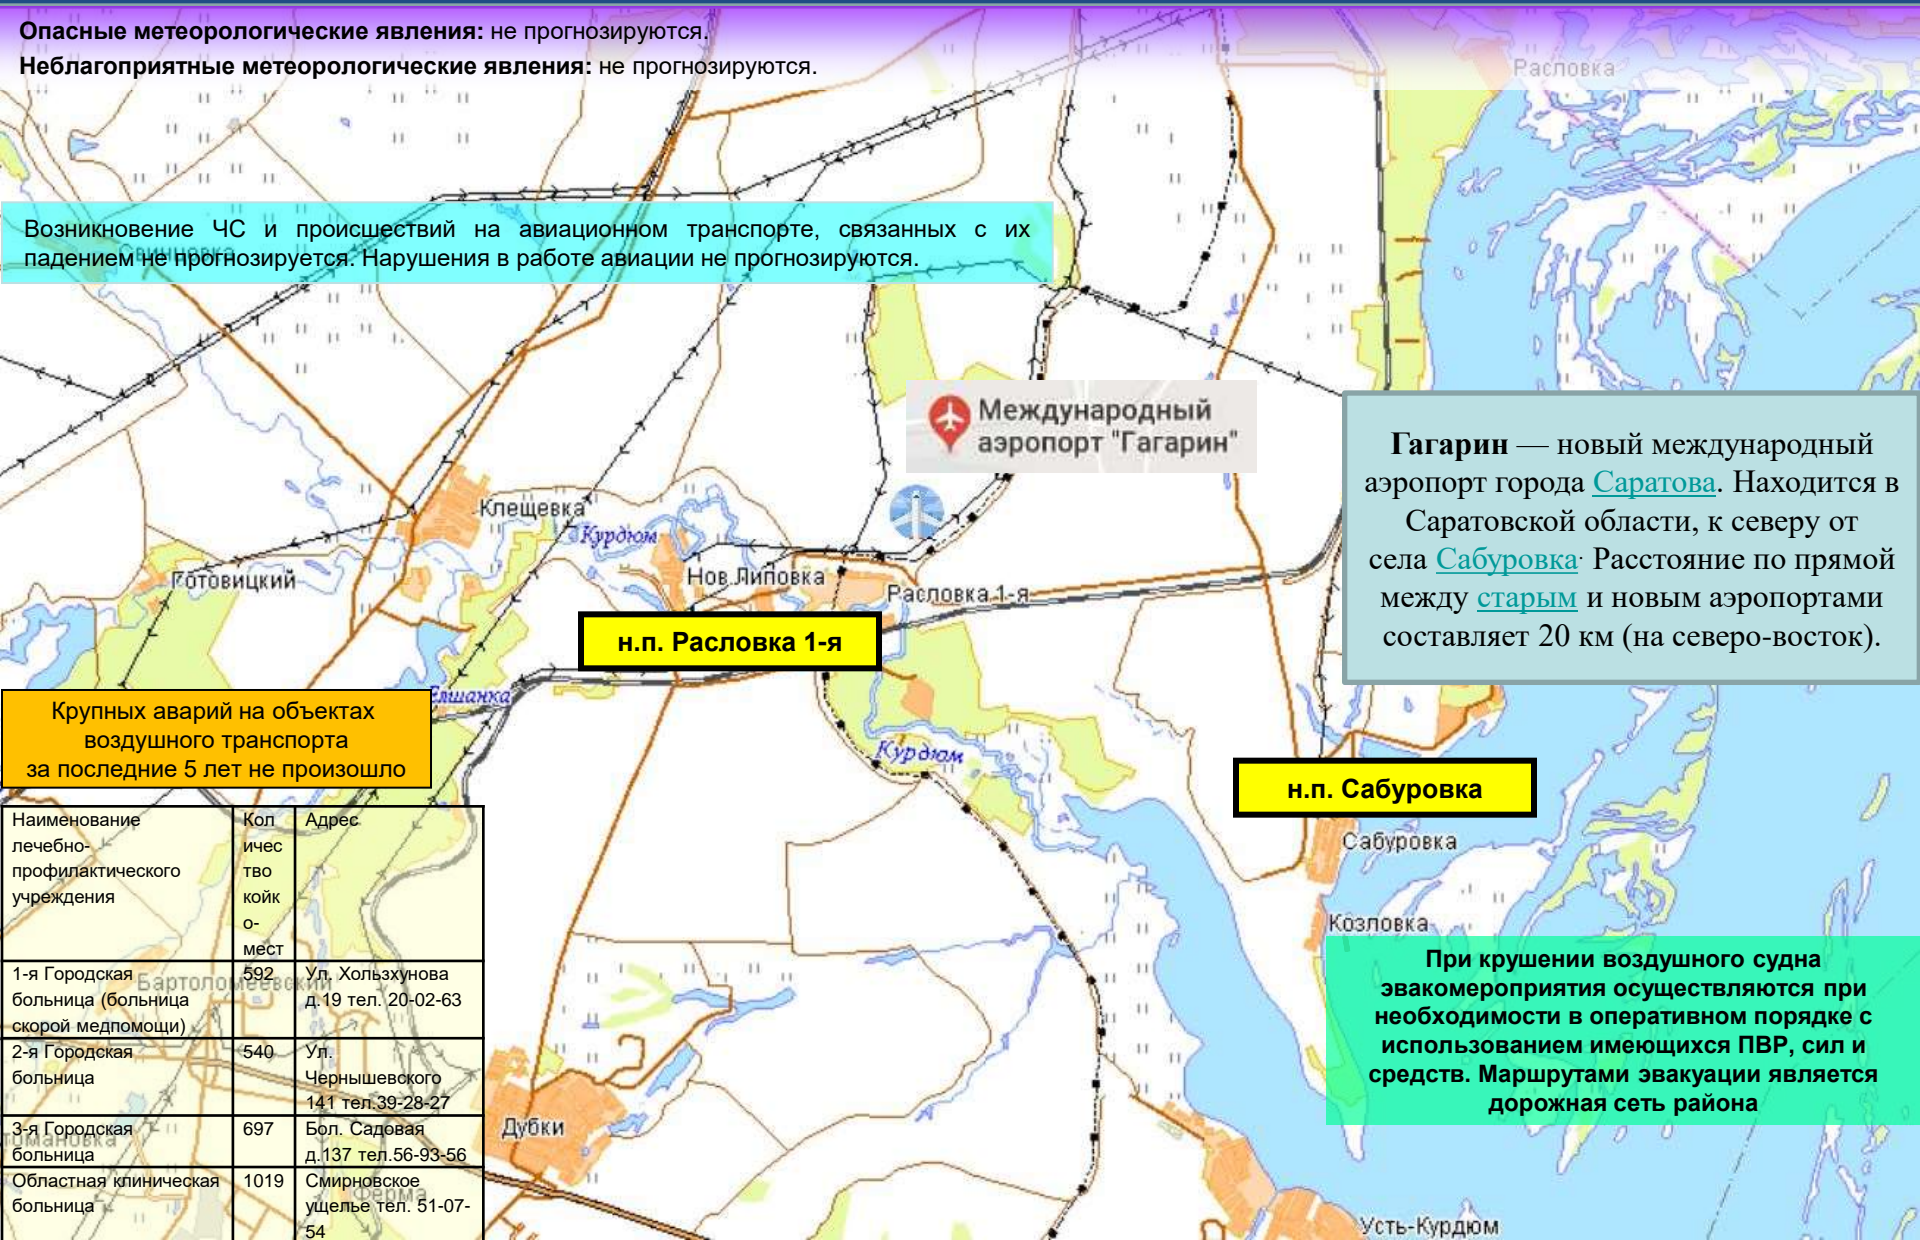 Опасные метеорологические явления: не прогнозируются.
Неблагоприятные метеорологические явления: не прогнозируются.
Расловка
Возникновение ЧС и происшествий на авиационном транспорте, связанных с их
падением не прогнозируется. Нарушения в работе авиации не прогнозируются.
Международный
аэропорт "Гагарин"
Гагарин — новый международный
аэропорт города Саратова. Находится в
Саратовской области, к северу от
села Сабуровка. Расстояние по прямой
между старым и новым аэропортами
составляет 20 км (на северо-восток).
Клещевка
Курдюм
Готовицкий
Нов.Липовка
Расловка 1-я
н.п. Расловка 1-я
Елшанка
Крупных аварий на объектах
воздушного транспорта
за последние 5 лет не произошло
Курдюм
н.п. Сабуровка
Сабуровка
Козловка
Наименование
лечебно-
профилактического
учреждения
Кол
ичес
тво
койк
о-
мест
Адрес
1-я Городская
больница (больница
скорой медпомощи)
592
Ул. Хользхунова
д.19 тел. 20-02-63
Бартоломеевский
2-я Городская
больница
540
Ул.
Чернышевского
141 тел.39-28-27
3-я Городская
больница
697
Бол. Садовая
д.137 тел.56-93-56
Областная клиническая
больница
1019
Смирновское
ущелье тел. 51-07-
54
Ферма
Дубки
При крушении воздушного судна
эвакомероприятия осуществляются при
необходимости в оперативном порядке с
использованием имеющихся ПВР, сил и
средств. Маршрутами эвакуации является
дорожная сеть района
Усть-Курдюм